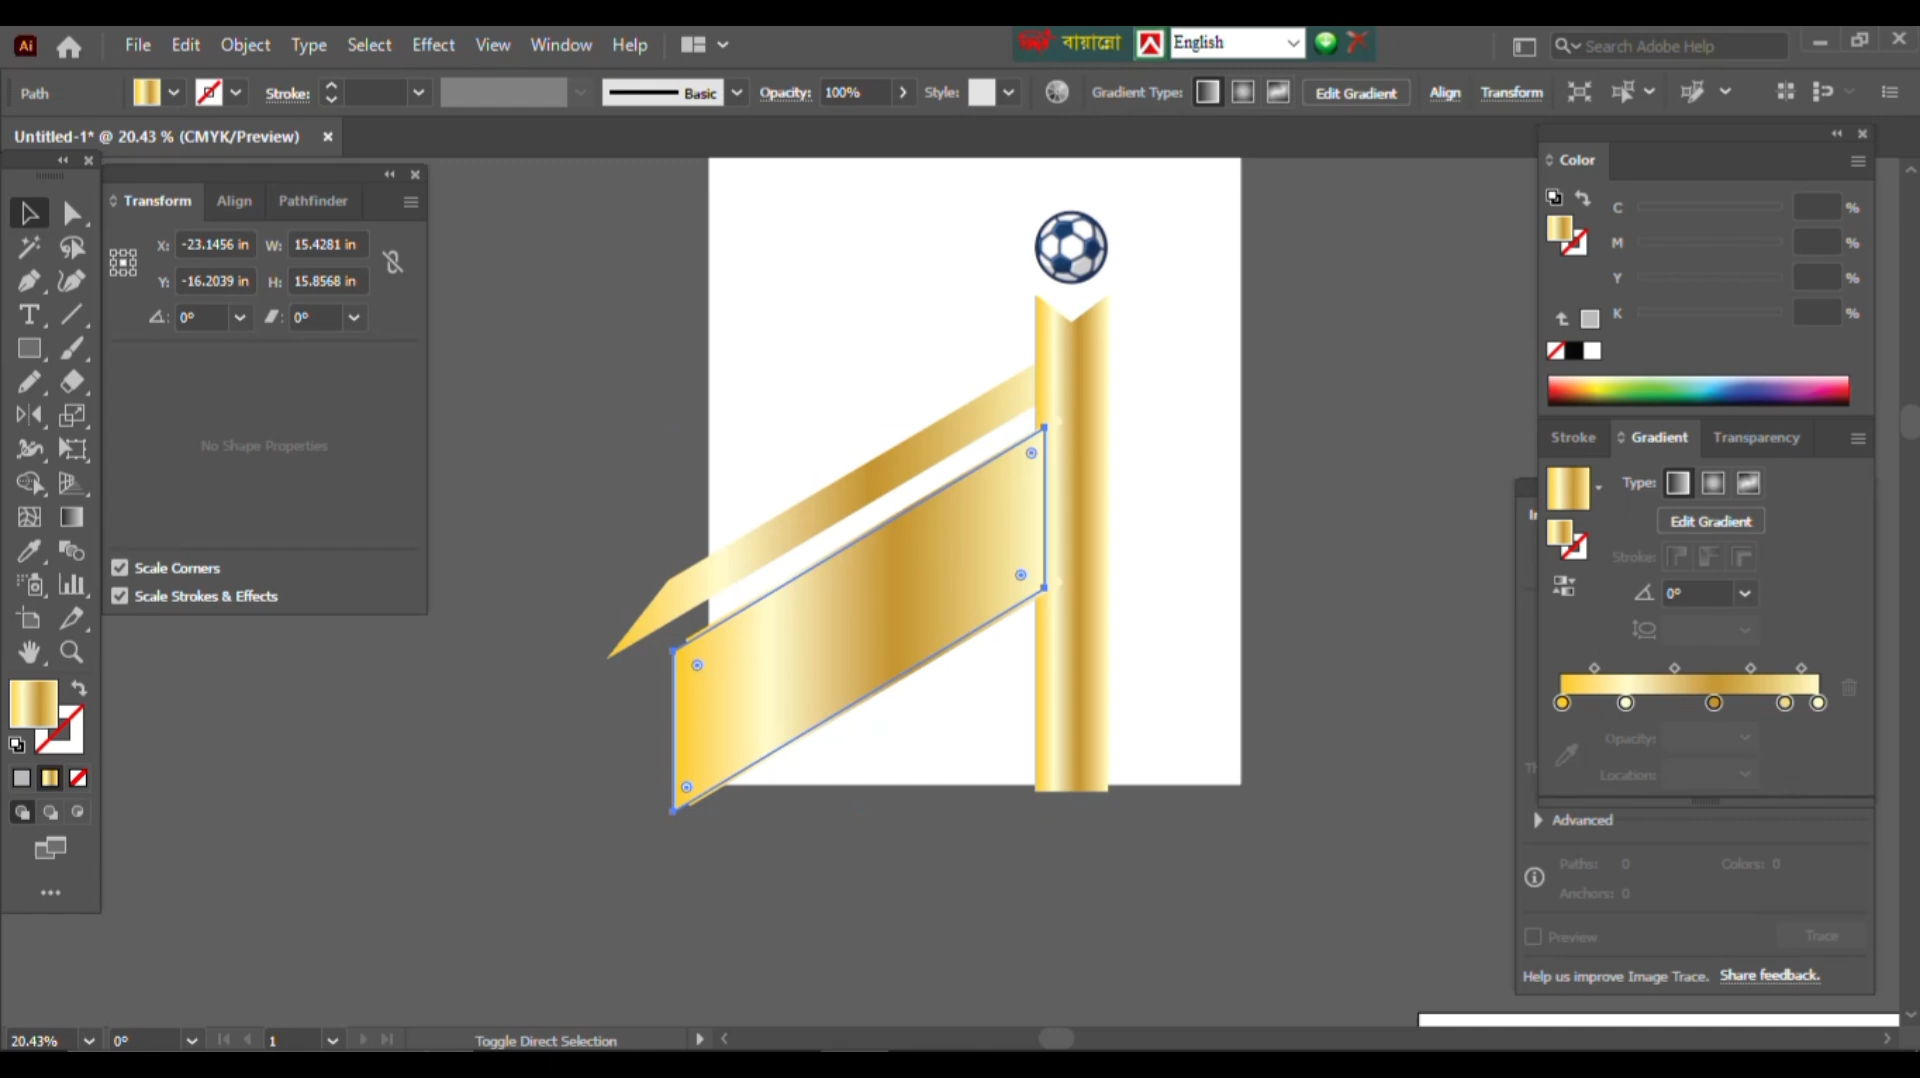 Ai File Edit Object Type Select Effect View Window Help বায়ান্নো English Search Adobe Help
Path Stroke: Basic Opacity: 100% Style: Gradient Type: Edit Gradient Align Transform
Untitled-1* @ 20.43 % (CMYK/Preview)
Transform Align Pathfinder
X: -23.1456 in W: 15.4281 in
Y: -16.2039 in H: 15.8568 in
0° 0°
No Shape Properties
Scale Corners
Scale Strokes & Effects
Color
C %
M %
Y %
K %
Stroke Gradient Transparency
Type:
Edit Gradient
Stroke:
0°
Opacity:
Location:
Advanced
Paths: 0 Colors: 0
Anchors: 0
Preview Trace
Help us improve Image Trace. Share feedback.
20.43% 0° 1 Toggle Direct Selection